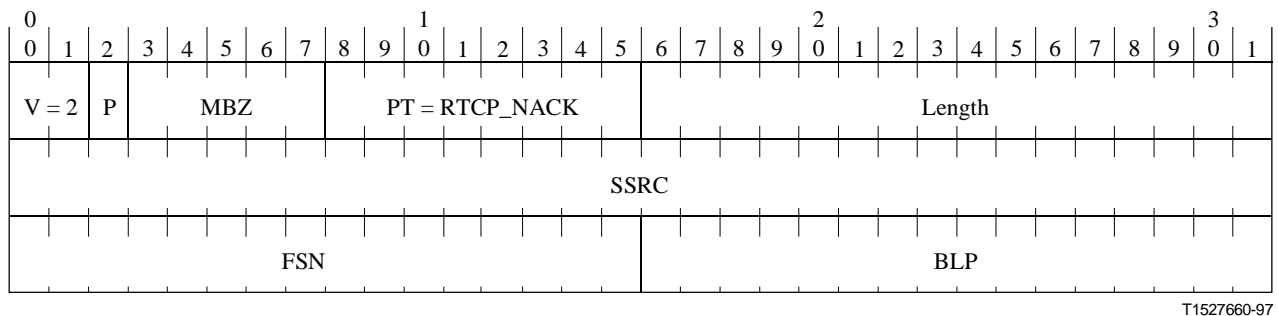 0 1 2 3
0 1 2 3 4 5 6 7 8 9 0 1 2 3 4 5 6 7 8 9 0 1 2 3 4 5 6 7 8 9 0 1
V = 2 P MBZ PT = RTCP_NACK Length
SSRC
FSN BLP
T1527660-97